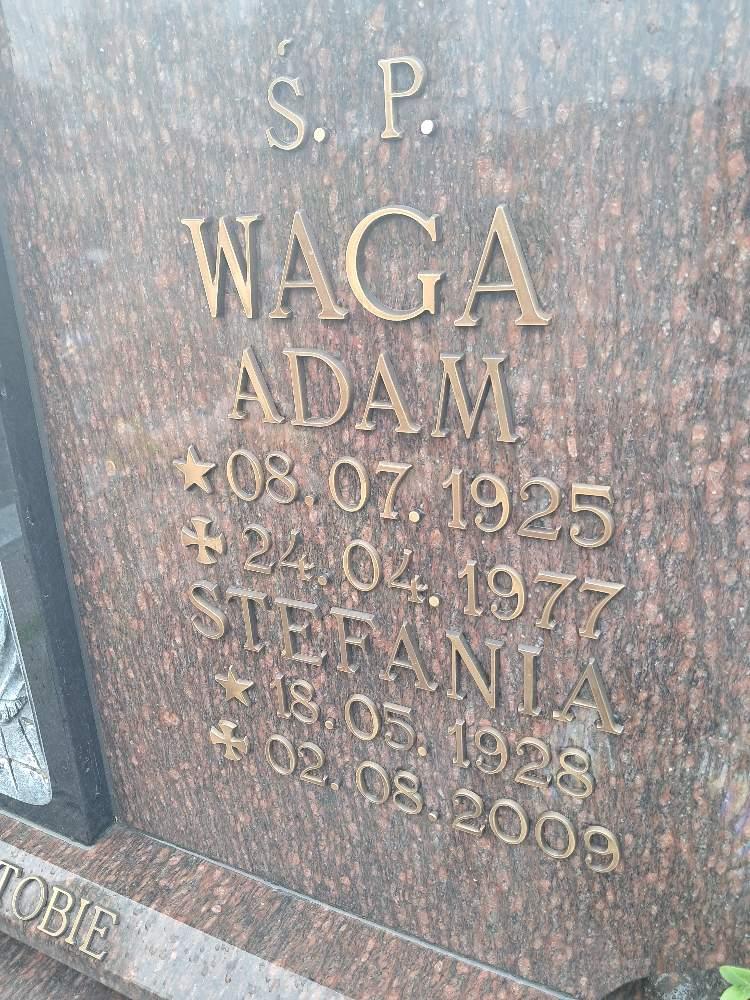 Ś. P.
WAGA
ADAM
★ 08. 07. 1925
✠ 24. 04. 1977
STEFANIA
★ 18. 05. 1928
✠ 02. 08. 2009
TOBIE